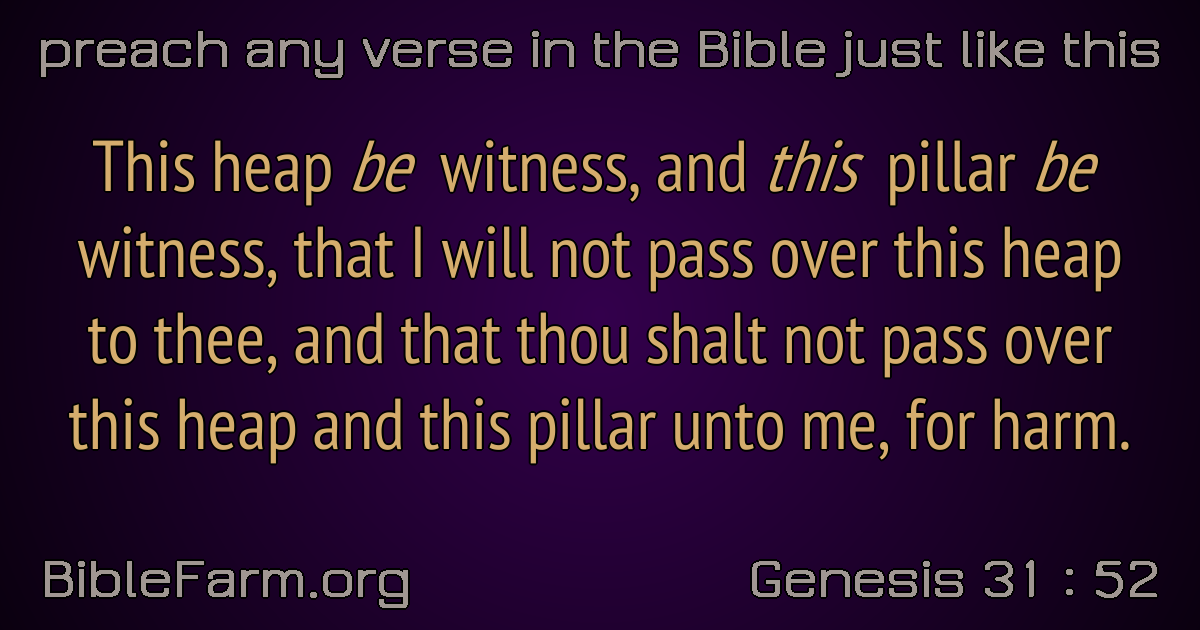 preach any verse in the Bible just like this
This heap be witness, and this pillar be
witness, that I will not pass over this heap
to thee, and that thou shalt not pass over
this heap and this pillar unto me, for harm.
BibleFarm.org
Genesis 31 : 52